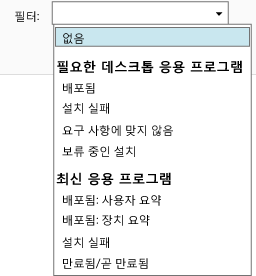 필터:
없음
필요한 데스크톱 응용 프로그램
배포됨
설치 실패
요구 사항에 맞지 않음
보류 중인 설치
최신 응용 프로그램
배포됨: 사용자 요약
배포됨: 장치 요약
설치 실패
만료됨/곧 만료됨